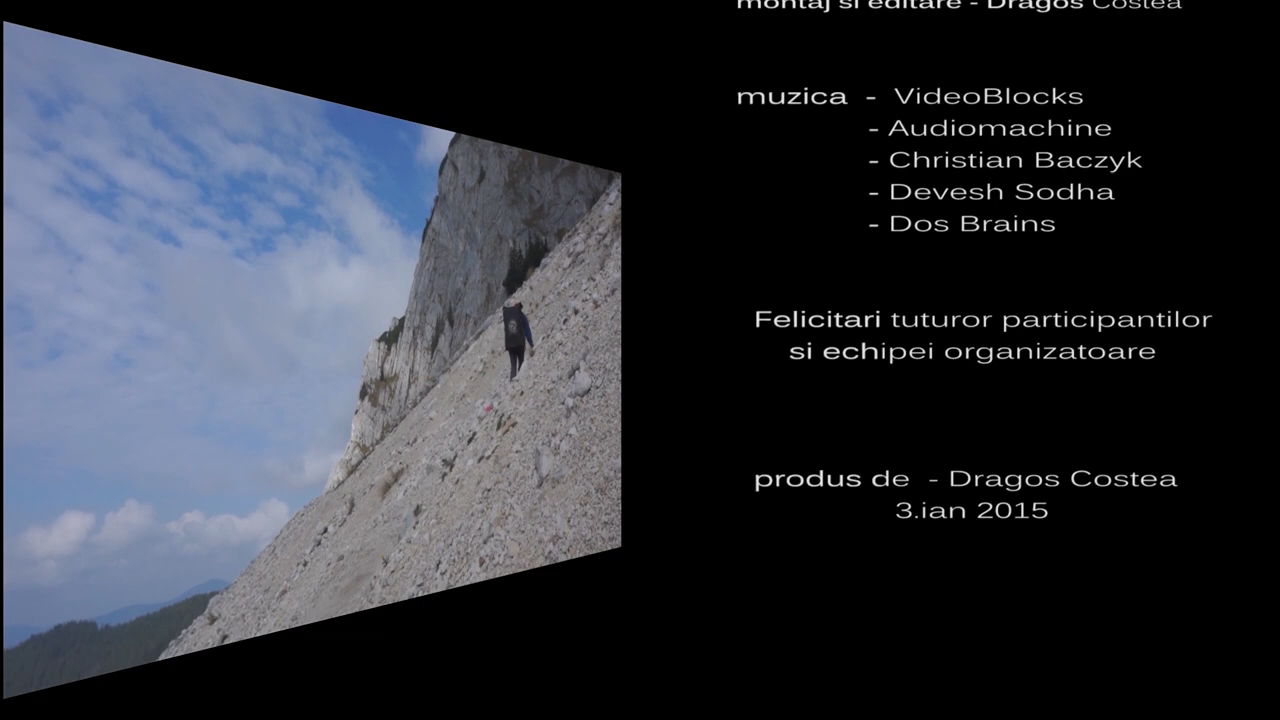 montaj si editare - Dragos Costea
muzica - VideoBlocks
- Audiomachine
- Christian Baczyk
- Devesh Sodha
- Dos Brains
Felicitari tuturor participantilor
si echipei organizatoare
produs de - Dragos Costea
3.ian 2015